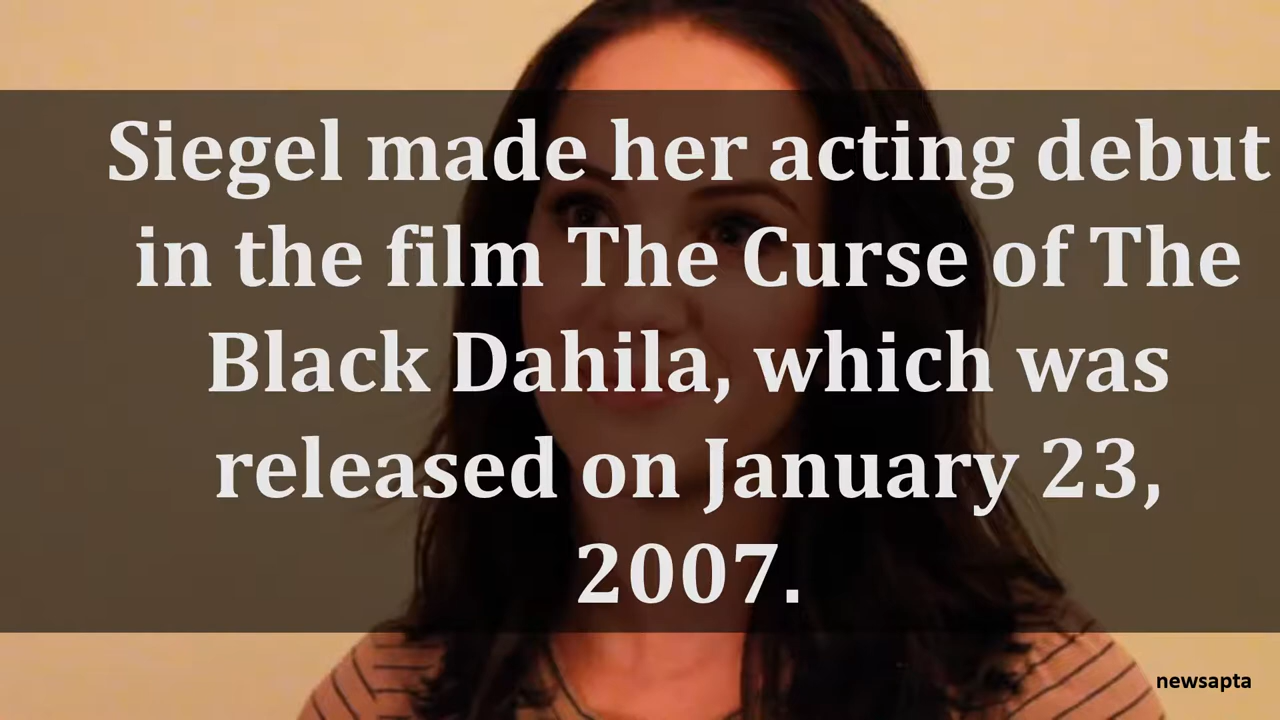 Siegel made her acting debut
in the film The Curse of The
Black Dahila, which was
released on January 23,
2007.
newsapta